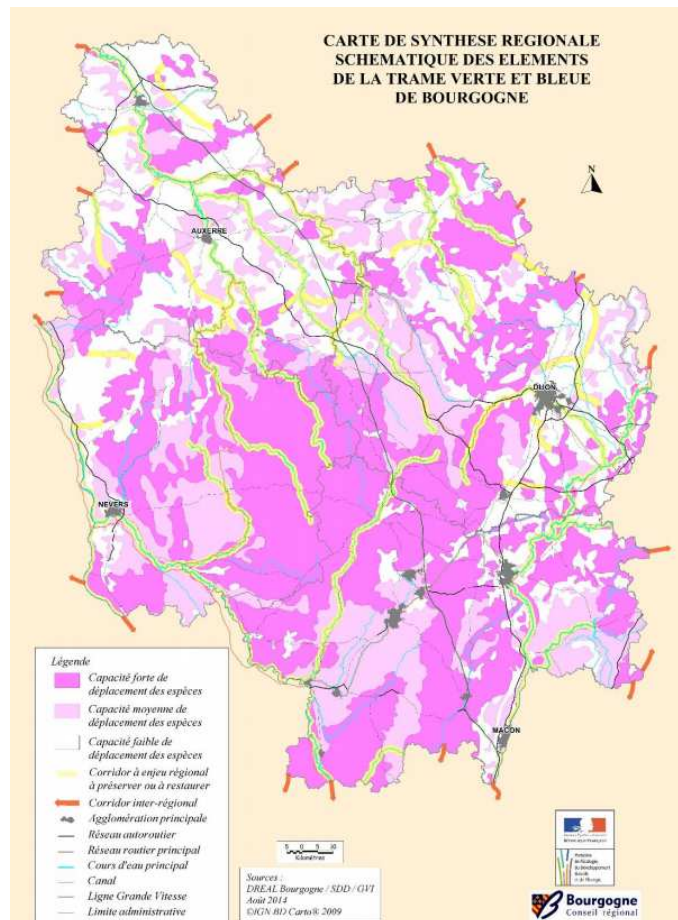 CARTE DE SYNTHESE REGIONALE
SCHEMATIQUE DES ELEMENTS
DE LA TRAME VERTE ET BLEUE
DE BOURGOGNE
N
AUXERRE
DIJON
NEVERS
MACON
Légende
Capacité forte de
déplacement des espèces
Capacité moyenne de
déplacement des espèces
Capacité faible de
déplacement des espèces
Corridor à enjeu régional
à préserver ou à restaurer
Corridor inter-régional
Agglomération principale
Réseau autoroutier
Réseau routier principal
Cours d'eau principal
Canal
Ligne Grande Vitesse
Limite administrative
Kilomètres
Sources :
DREAL Bourgogne / SDD / GVI
Août 2014
©IGN BD Carto® 2009
Bourgogne
Conseil régional